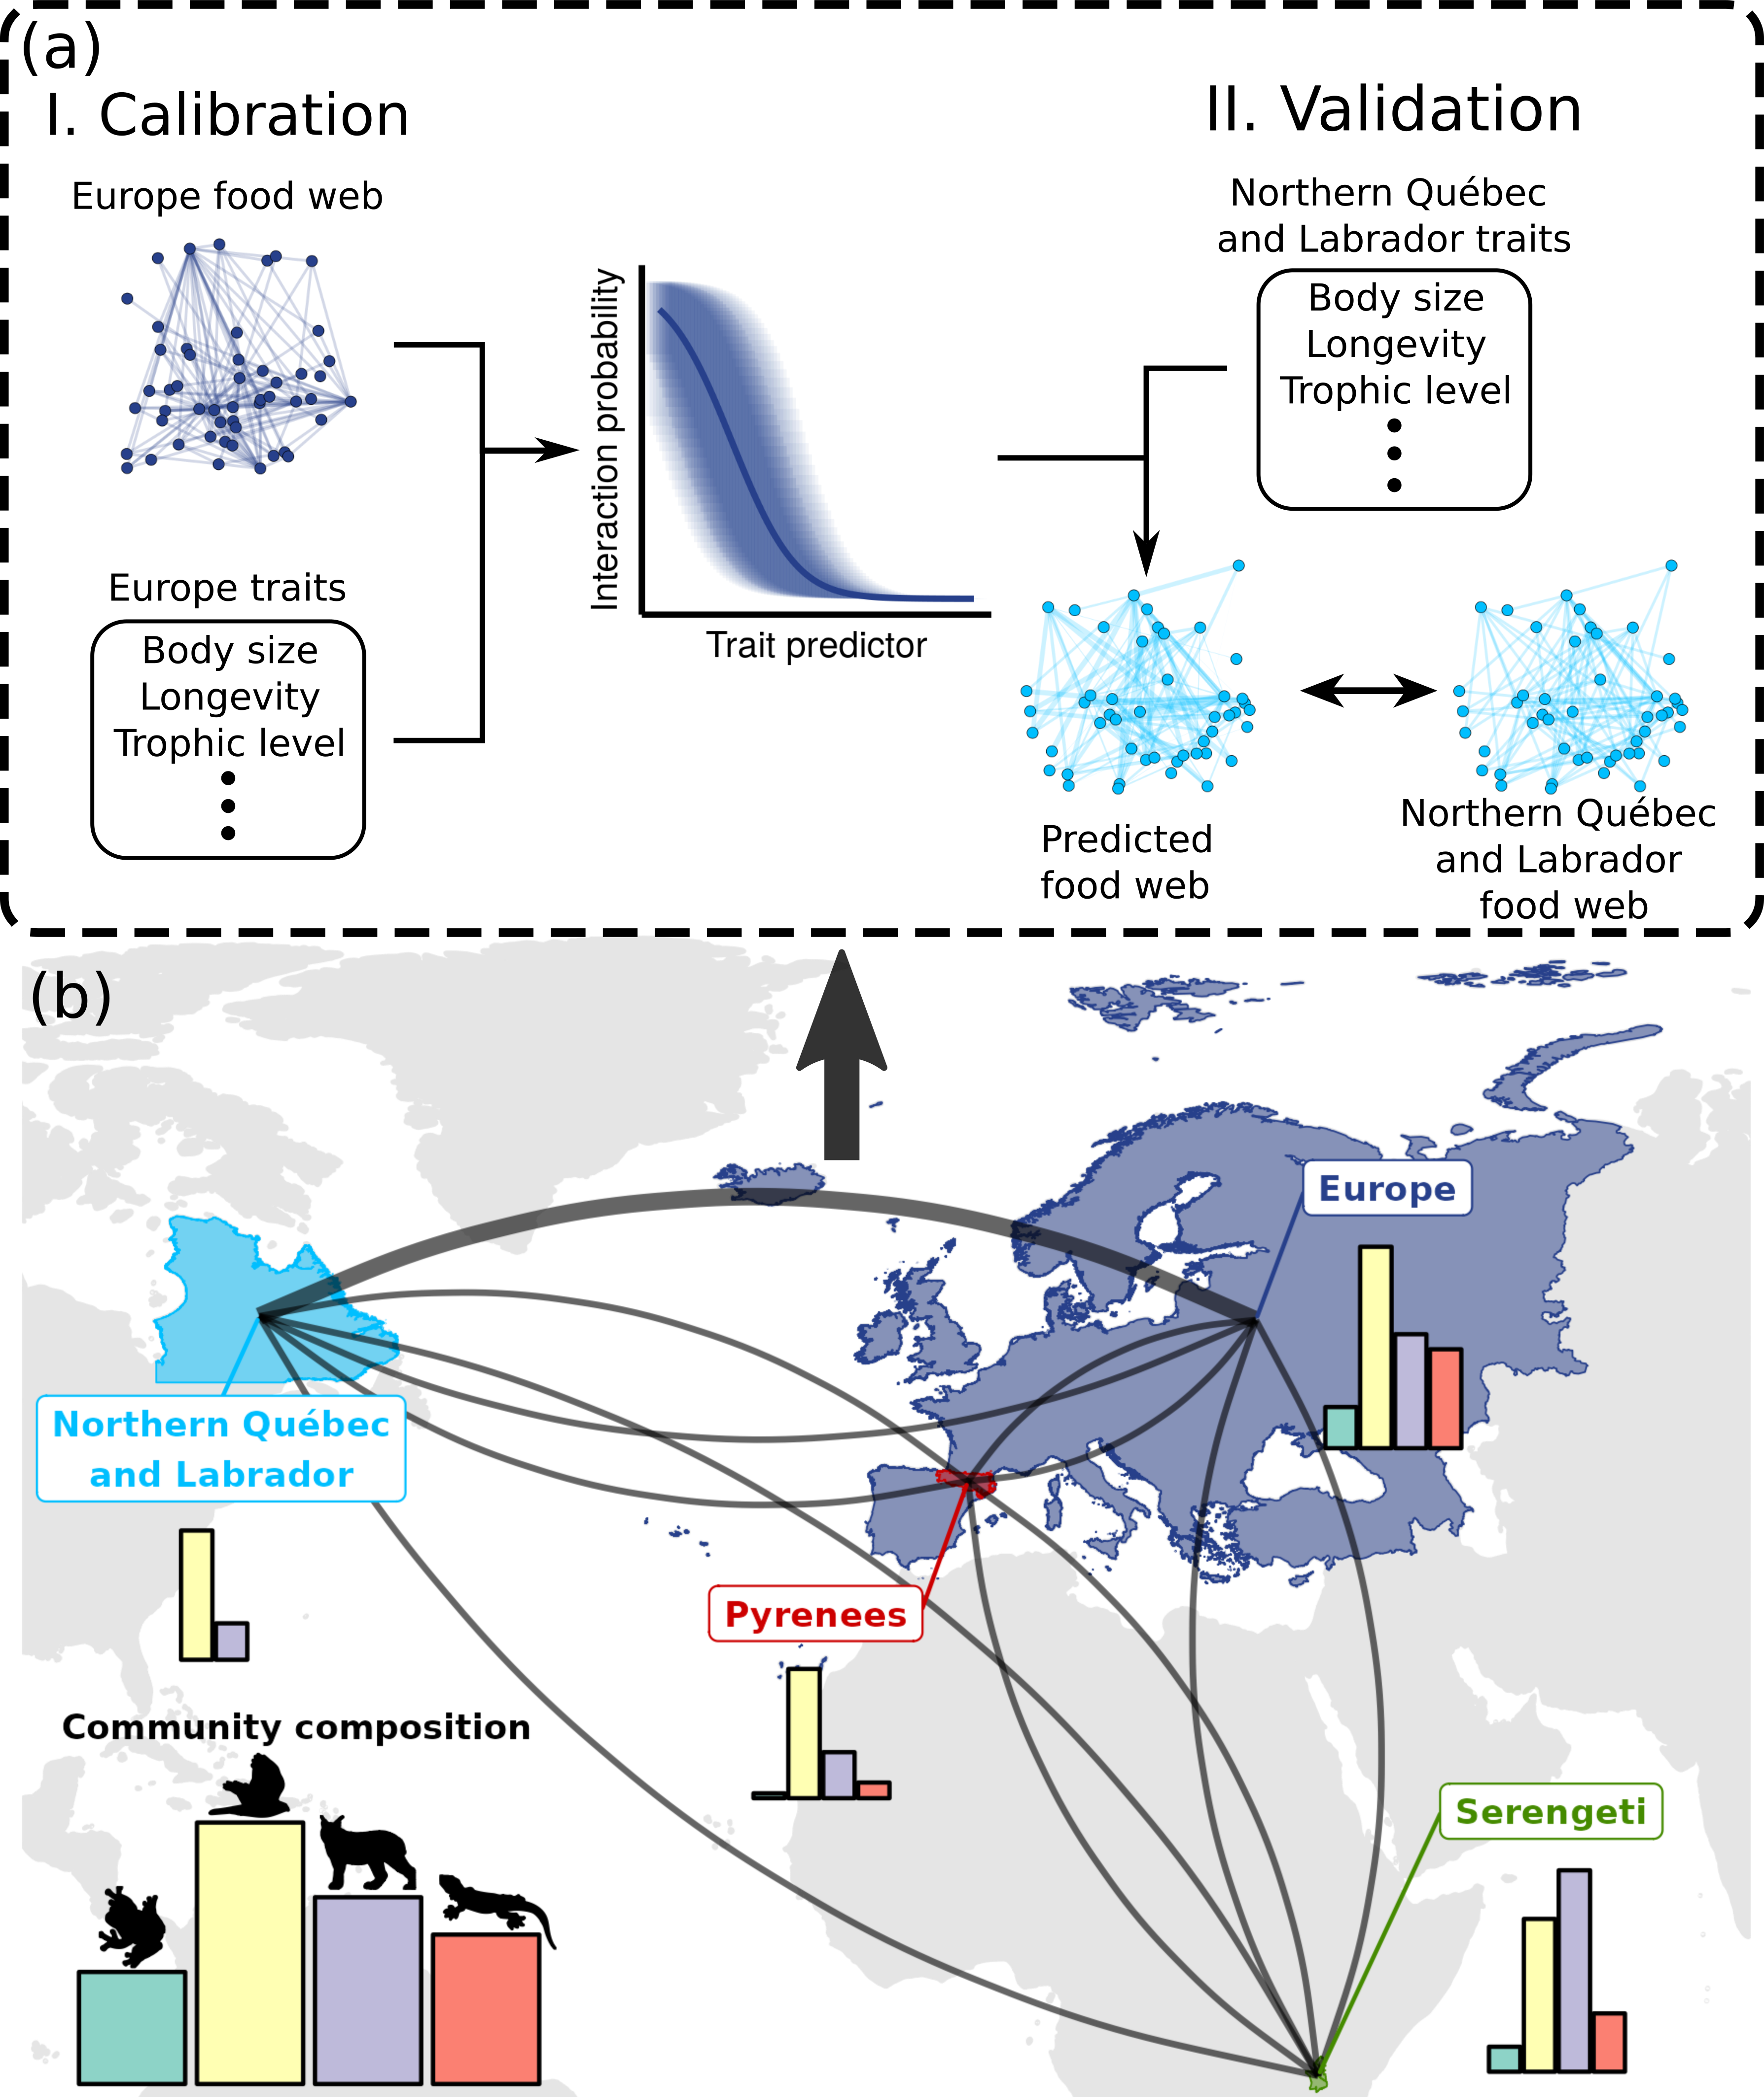 (a)
I. Calibration
II. Validation
Europe food web
Northern Québec
and Labrador traits
Body size
Longevity
Trophic level
Interaction probability
Trait predictor
Europe traits
Body size
Longevity
Trophic level
Predicted
food web
Northern Québec
and Labrador
food web
(b)
Europe
Northern Québec
and Labrador
Pyrenees
Community composition
Serengeti